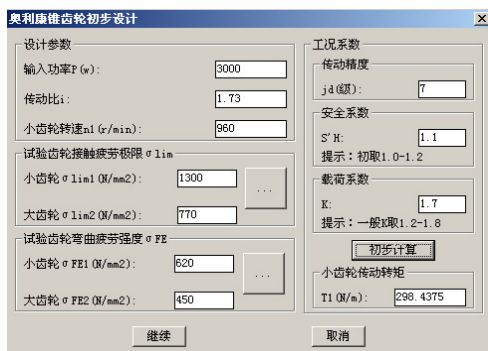 奥利康锥齿轮初步设计
设计参数
输入功率P(w): 3000
传动比i: 1.73
小齿轮转速n1(r/min): 960
试验齿轮接触疲劳极限σlim
小齿轮σlim1(N/mm2): 1300
...
大齿轮σlim2(N/mm2): 770
试验齿轮弯曲疲劳强度σFE
小齿轮σFE1(N/mm2): 620
...
大齿轮σFE2(N/mm2): 450
工况系数
传动精度
jd(级): 7
安全系数
S'H: 1.1
提示：初取1.0-1.2
载荷系数
K: 1.7
提示：一般K取1.2-1.8
初步计算
小齿轮传动转矩
T1(N/m): 298.4375
继续
取消